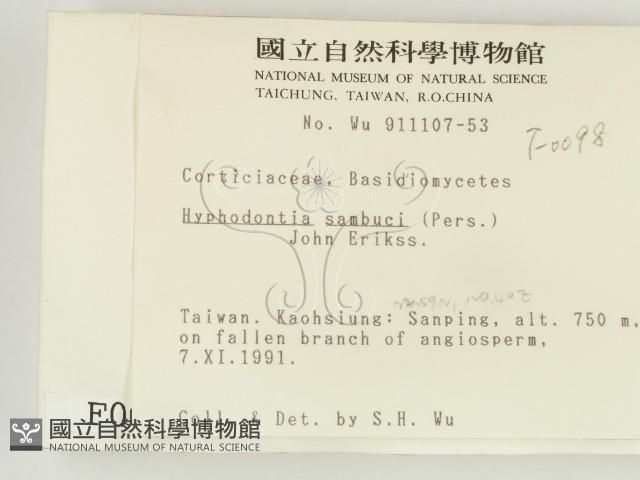 國立自然科學博物館
NATIONAL MUSEUM OF NATURAL SCIENCE
TAICHUNG, TAIWAN, R.O.CHINA
No. Wu 911107-53
T-0098
Corticiaceae, Basidiomycetes
Hyphodontia sambuci (Pers.)
John Erikss.
Taiwan. Kaohsiung: Sanping, alt. 750 m,
on fallen branch of angiosperm,
7.XI.1991.
Coll. & Det. by S.H. Wu
國立自然科學博物館
NATIONAL MUSEUM OF NATURAL SCIENCE